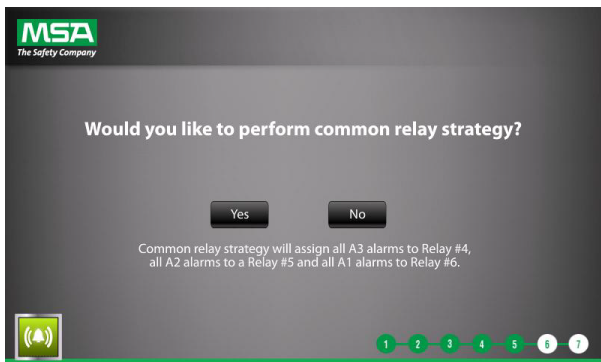 MSA
The Safety Company
Would you like to perform common relay strategy?
Yes
No
Common relay strategy will assign all A3 alarms to Relay #4,
all A2 alarms to a Relay #5 and all A1 alarms to Relay #6.
1 2 3 4 5 6 7